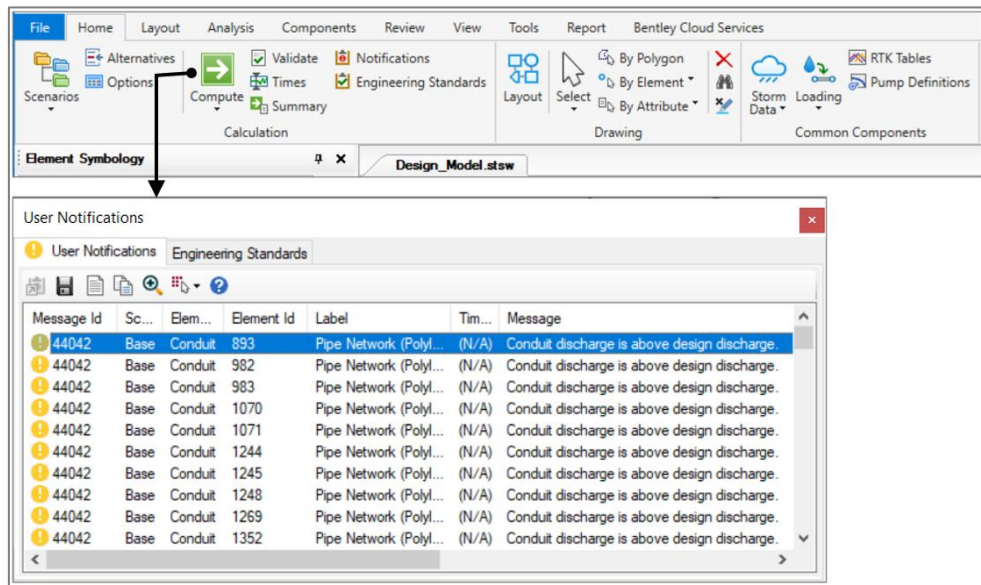 File Home Layout Analysis Components Review View Tools Report Bentley Cloud Services
Alternatives Validate Notifications By Polygon RTK Tables
Options Times Engineering Standards By Element Pump Definitions
Scenarios Compute Summary Layout Select By Attribute Storm Data Loading
Calculation Drawing Common Components
Element Symbology Design_Model.stsw
User Notifications
User Notifications Engineering Standards
Message Id Sc... Elem... Element Id Label Tim... Message
44042 Base Conduit 893 Pipe Network (Polyl... (N/A) Conduit discharge is above design discharge.
44042 Base Conduit 982 Pipe Network (Polyl... (N/A) Conduit discharge is above design discharge.
44042 Base Conduit 983 Pipe Network (Polyl... (N/A) Conduit discharge is above design discharge.
44042 Base Conduit 1070 Pipe Network (Polyl... (N/A) Conduit discharge is above design discharge.
44042 Base Conduit 1071 Pipe Network (Polyl... (N/A) Conduit discharge is above design discharge.
44042 Base Conduit 1244 Pipe Network (Polyl... (N/A) Conduit discharge is above design discharge.
44042 Base Conduit 1245 Pipe Network (Polyl... (N/A) Conduit discharge is above design discharge.
44042 Base Conduit 1248 Pipe Network (Polyl... (N/A) Conduit discharge is above design discharge.
44042 Base Conduit 1269 Pipe Network (Polyl... (N/A) Conduit discharge is above design discharge.
44042 Base Conduit 1352 Pipe Network (Polyl... (N/A) Conduit discharge is above design discharge.